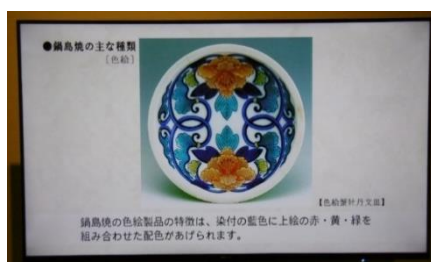 ●鍋島焼の主な種類
［色絵］
【色絵蟹牡丹文皿】
鍋島焼の色絵製品の特徴は、染付の藍色に上絵の赤・黄・緑を
組み合わせた配色があげられます。